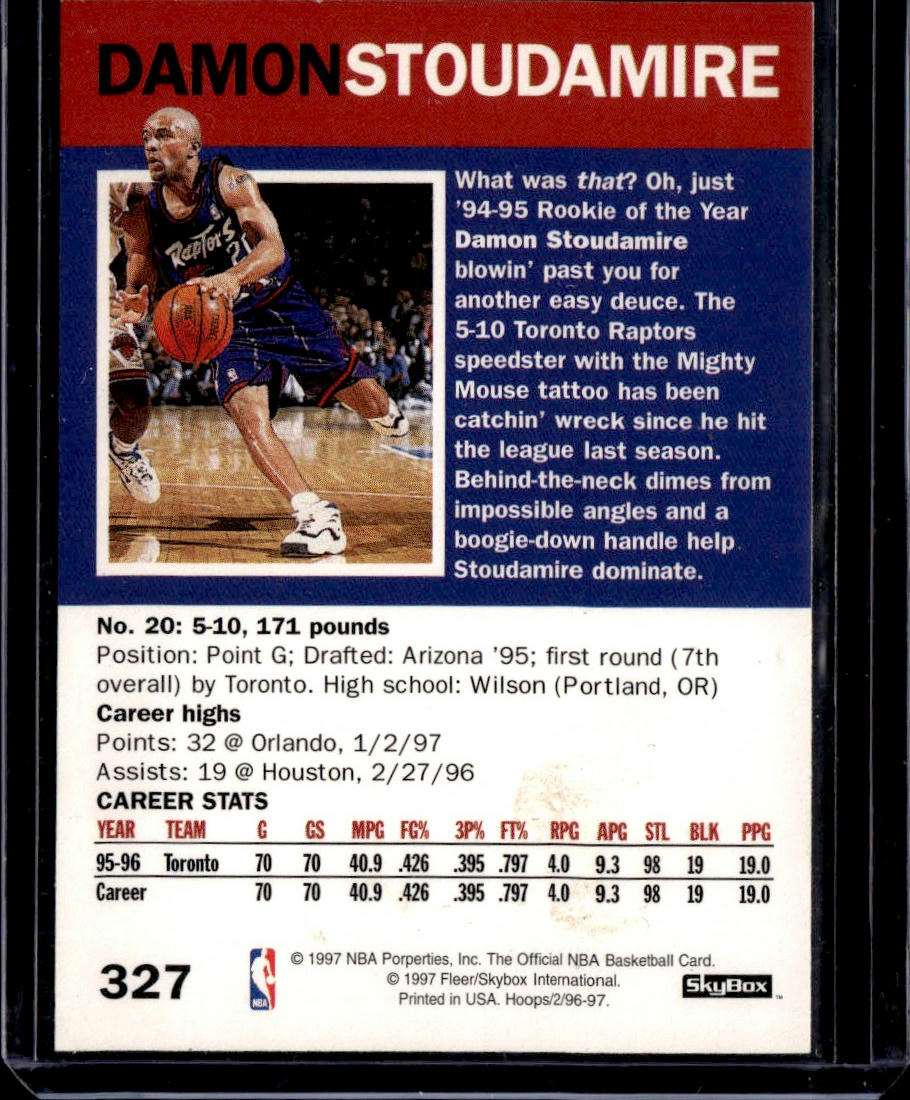 DAMONSTOUDAMIRE
What was that? Oh, just
'94-95 Rookie of the Year
Damon Stoudamire
blowin' past you for
another easy deuce. The
5-10 Toronto Raptors
speedster with the Mighty
Mouse tattoo has been
catchin' wreck since he hit
the league last season.
Behind-the-neck dimes from
impossible angles and a
boogie-down handle help
Stoudamire dominate.
Raptors
No. 20: 5-10, 171 pounds
Position: Point G; Drafted: Arizona '95; first round (7th
overall) by Toronto. High school: Wilson (Portland, OR)
Career highs
Points: 32 @ Orlando, 1/2/97
Assists: 19 @ Houston, 2/27/96
CAREER STATS
YEAR TEAM G GS MPG FG% 3P% FT% RPG APG STL BLK PPG
95-96 Toronto 70 70 40.9 .426 .395 .797 4.0 9.3 98 19 19.0
Career 70 70 40.9 .426 .395 .797 4.0 9.3 98 19 19.0
327
NBA
© 1997 NBA Porperties, Inc. The Official NBA Basketball Card.
© 1997 Fleer/Skybox International.
Printed in USA. Hoops/2/96-97.
SkyBox™